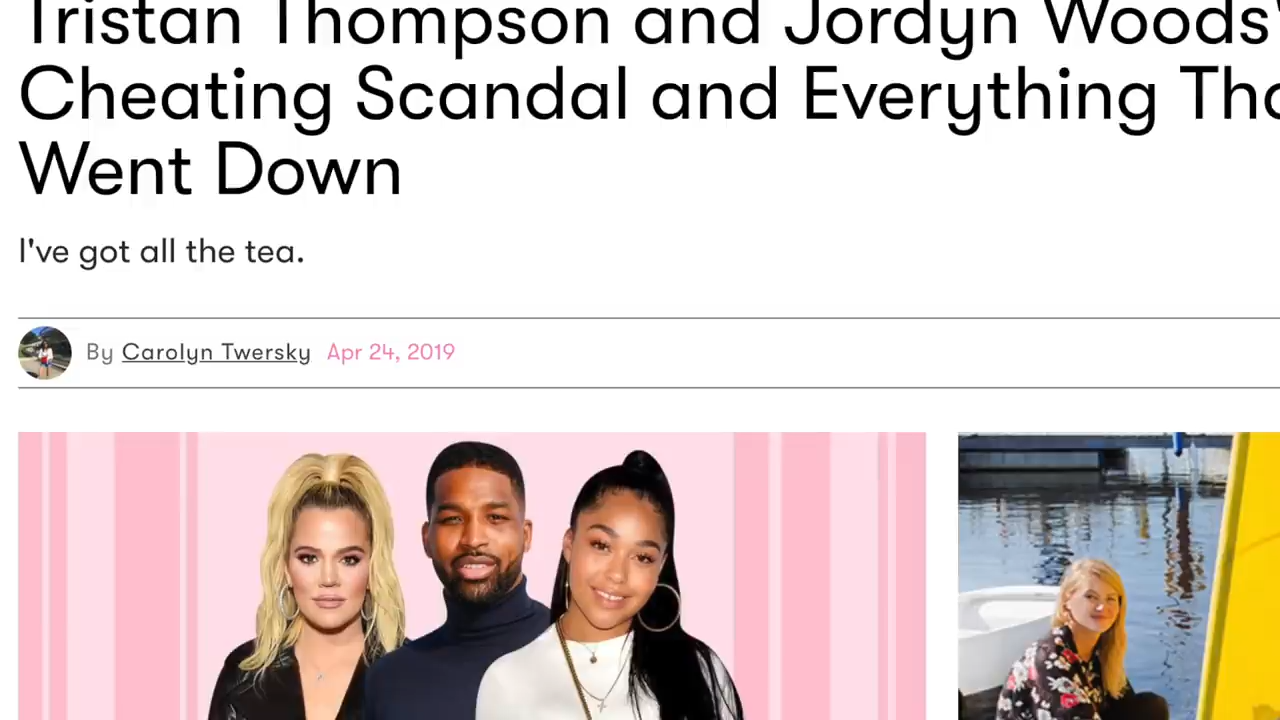 Tristan Thompson and Jordyn Woods'
Cheating Scandal and Everything Tha
Went Down
I've got all the tea.
By Carolyn Twersky Apr 24, 2019